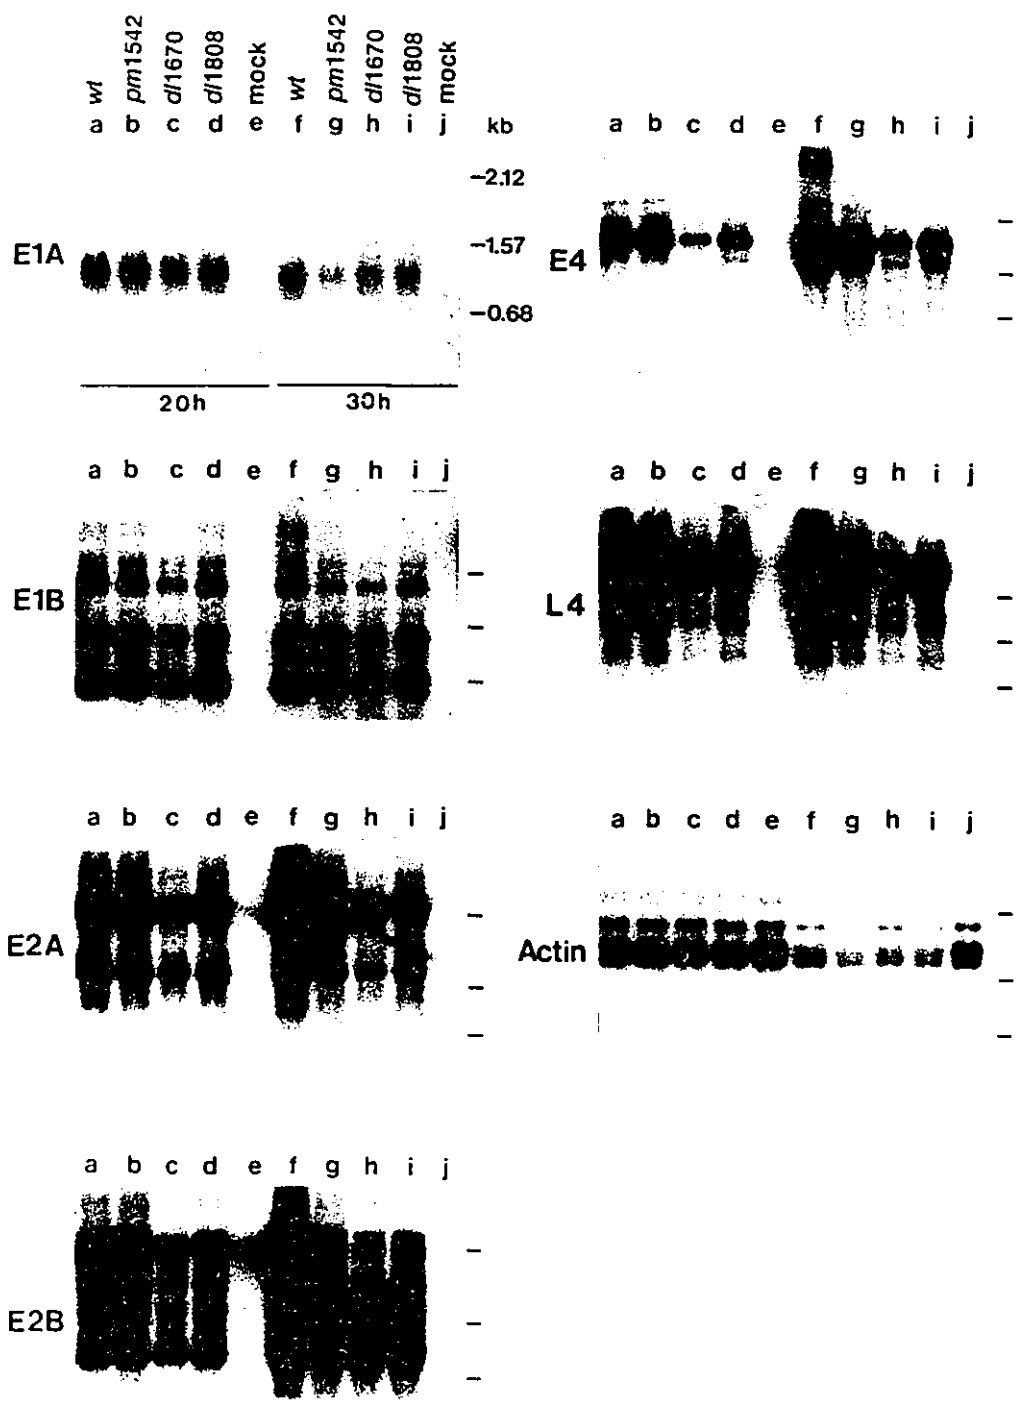 wt pm1542 dl1670 dl1808 mock wt pm1542 dl1670 dl1808 mock
a b c d e f g h i j kb
-2.12
-1.57
-0.68
E1A
20h 30h
a b c d e f g h i j
E4
a b c d e f g h i j
E1B
a b c d e f g h i j
L4
a b c d e f g h i j
E2A
a b c d e f g h i j
Actin
a b c d e f g h i j
E2B